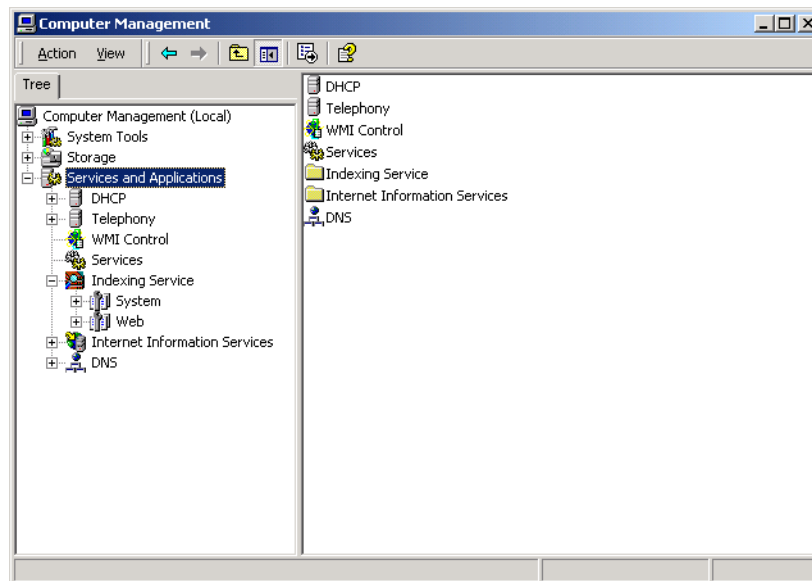 Computer Management
Action View
Tree
Computer Management (Local)
System Tools
Storage
Services and Applications
DHCP
Telephony
WMI Control
Services
Indexing Service
System
Web
Internet Information Services
DNS
DHCP
Telephony
WMI Control
Services
Indexing Service
Internet Information Services
DNS